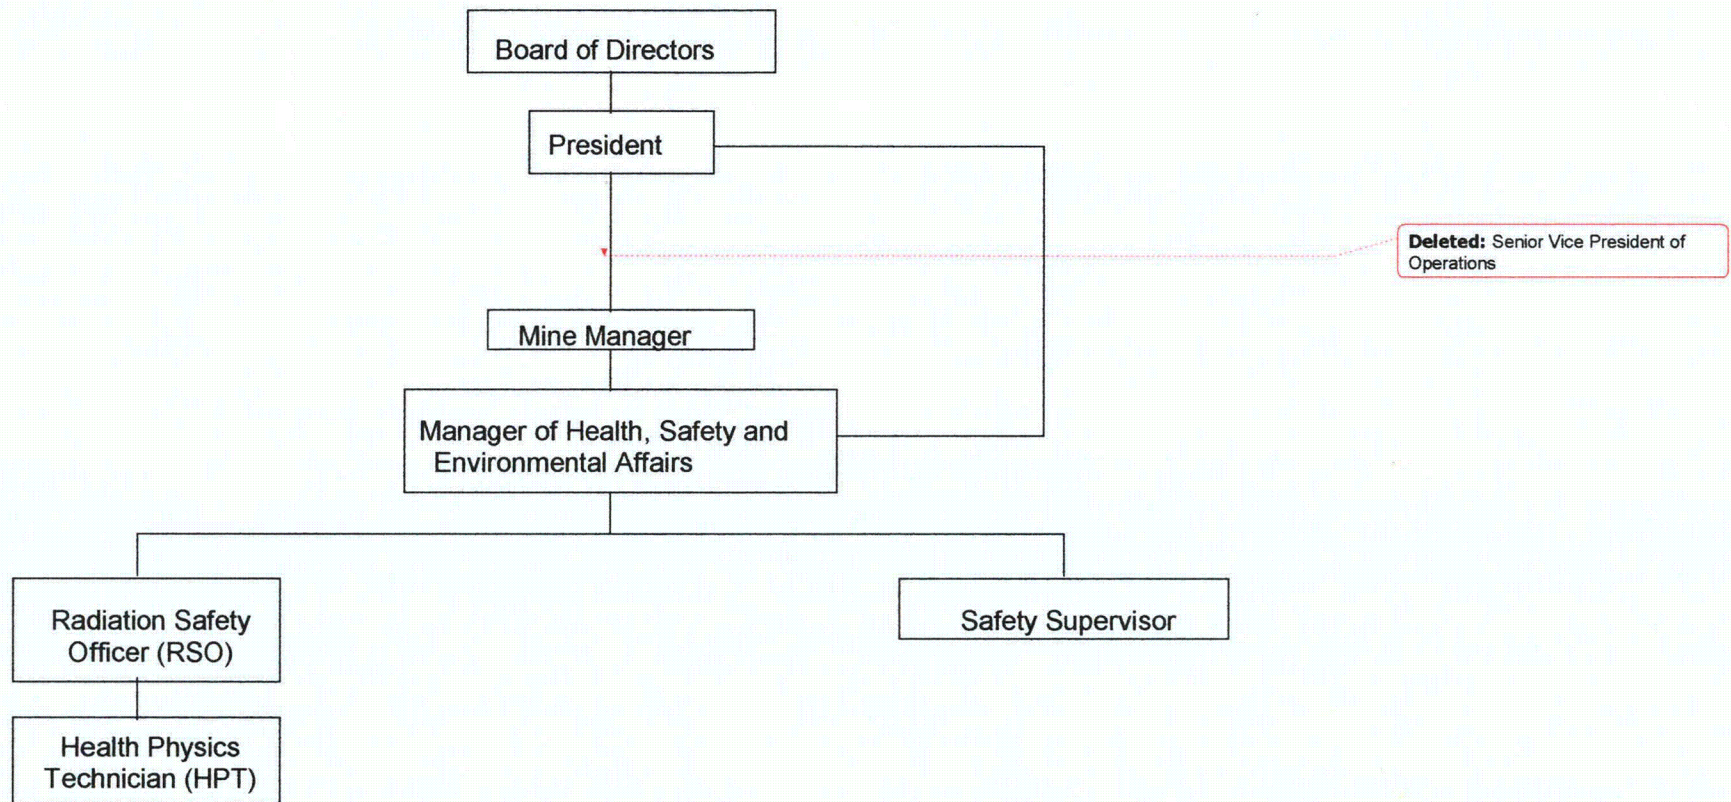 Board of Directors
President
Deleted: Senior Vice President of
Operations
Mine Manager
Manager of Health, Safety and
Environmental Affairs
Radiation Safety
Officer (RSO)
Safety Supervisor
Health Physics
Technician (HPT)